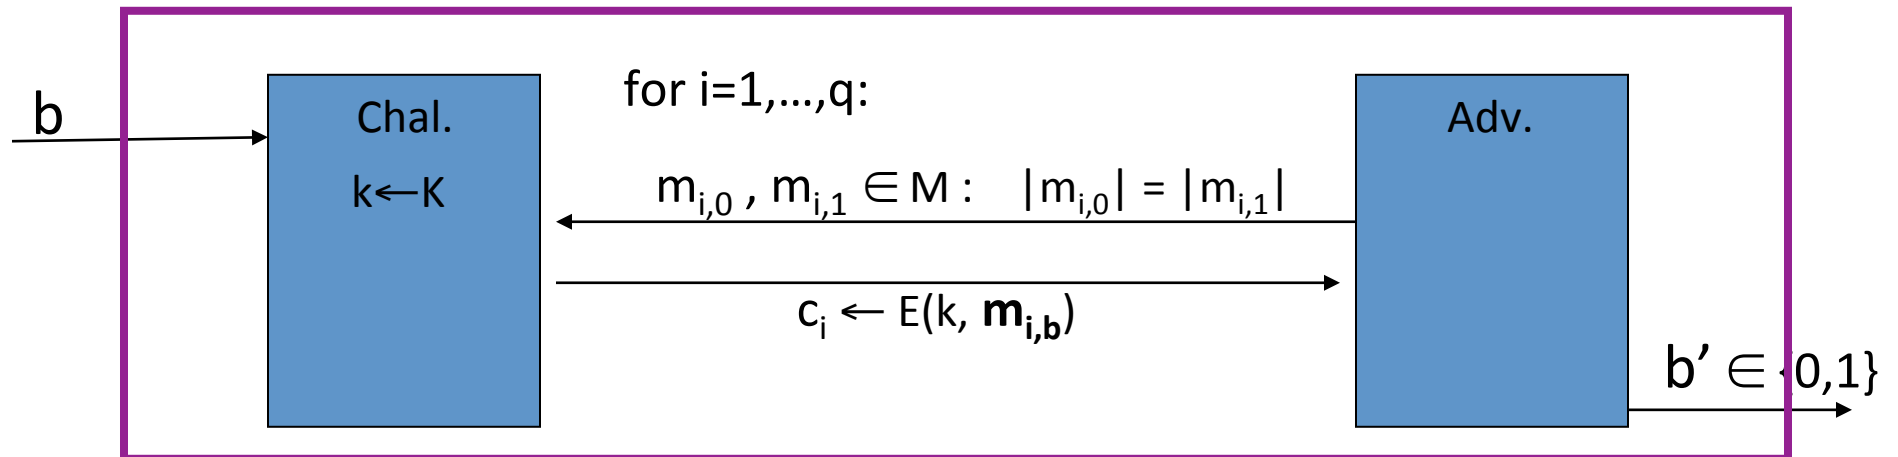 b
Chal.
k←K
for i=1,…,q:
m_{i,0} , m_{i,1} ∈ M :   |m_{i,0}| = |m_{i,1}|
c_i ← E(k, m_{i,b})
Adv.
b’ ∈ {0,1}